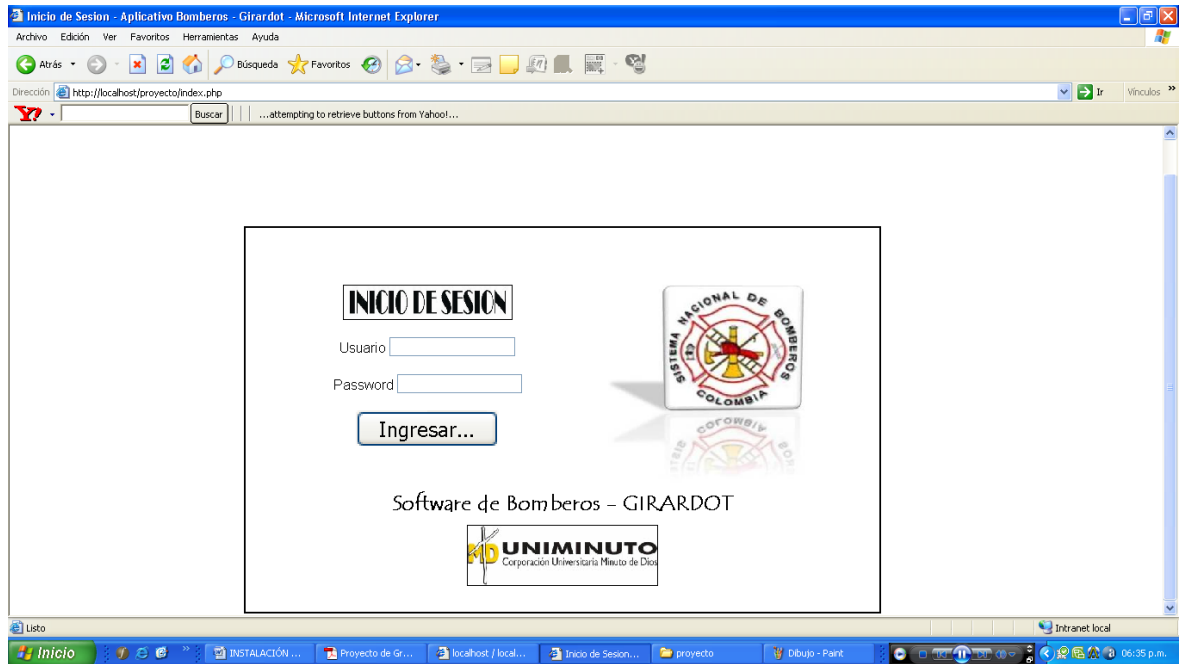 Inicio de Sesion - Aplicativo Bomberos - Girardot - Microsoft Internet Explorer
Archivo Edición Ver Favoritos Herramientas Ayuda
Atrás Búsqueda Favoritos
Dirección http://localhost/proyecto/index.php Ir Vínculos »
Y! Buscar ...attempting to retrieve buttons from Yahoo!...
INICIO DE SESION
Usuario
Password
Ingresar...
SISTEMA NACIONAL DE BOMBEROS
COLOMBIA
Software de Bomberos - GIRARDOT
MD UNIMINUTO
Corporación Universitaria Minuto de Dios
Listo Intranet local
Inicio » INSTALACIÓN ... Proyecto de Gr... localhost / local... Inicio de Sesion... proyecto Dibujo - Paint 06:35 p.m.